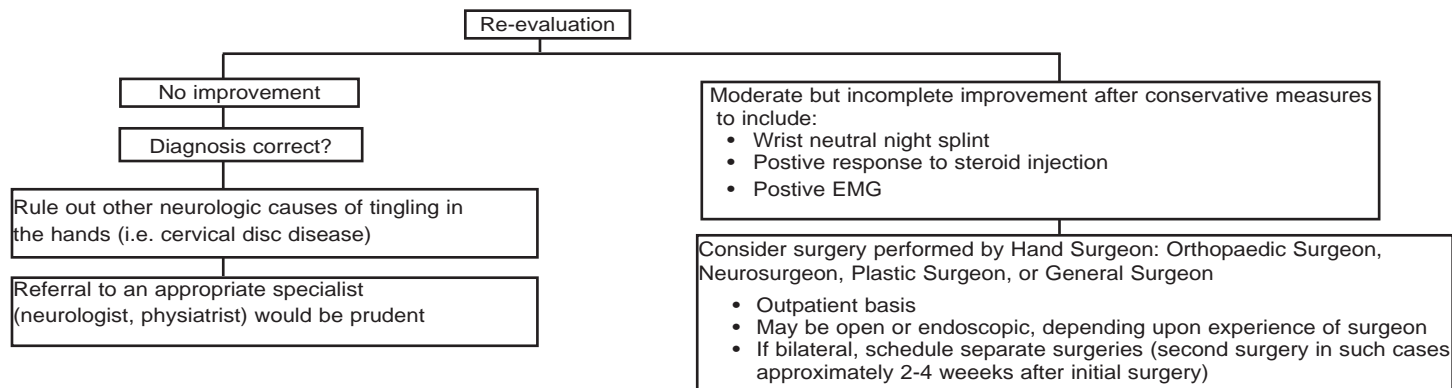 Re-evaluation
No improvement
Diagnosis correct?
Rule out other neurologic causes of tingling in
the hands (i.e. cervical disc disease)
Referral to an appropriate specialist
(neurologist, physiatrist) would be prudent
Moderate but incomplete improvement after conservative measures
to include:
• Wrist neutral night splint
• Postive response to steroid injection
• Postive EMG
Consider surgery performed by Hand Surgeon: Orthopaedic Surgeon,
Neurosurgeon, Plastic Surgeon, or General Surgeon
• Outpatient basis
• May be open or endoscopic, depending upon experience of surgeon
• If bilateral, schedule separate surgeries (second surgery in such cases
approximately 2-4 weeeks after initial surgery)